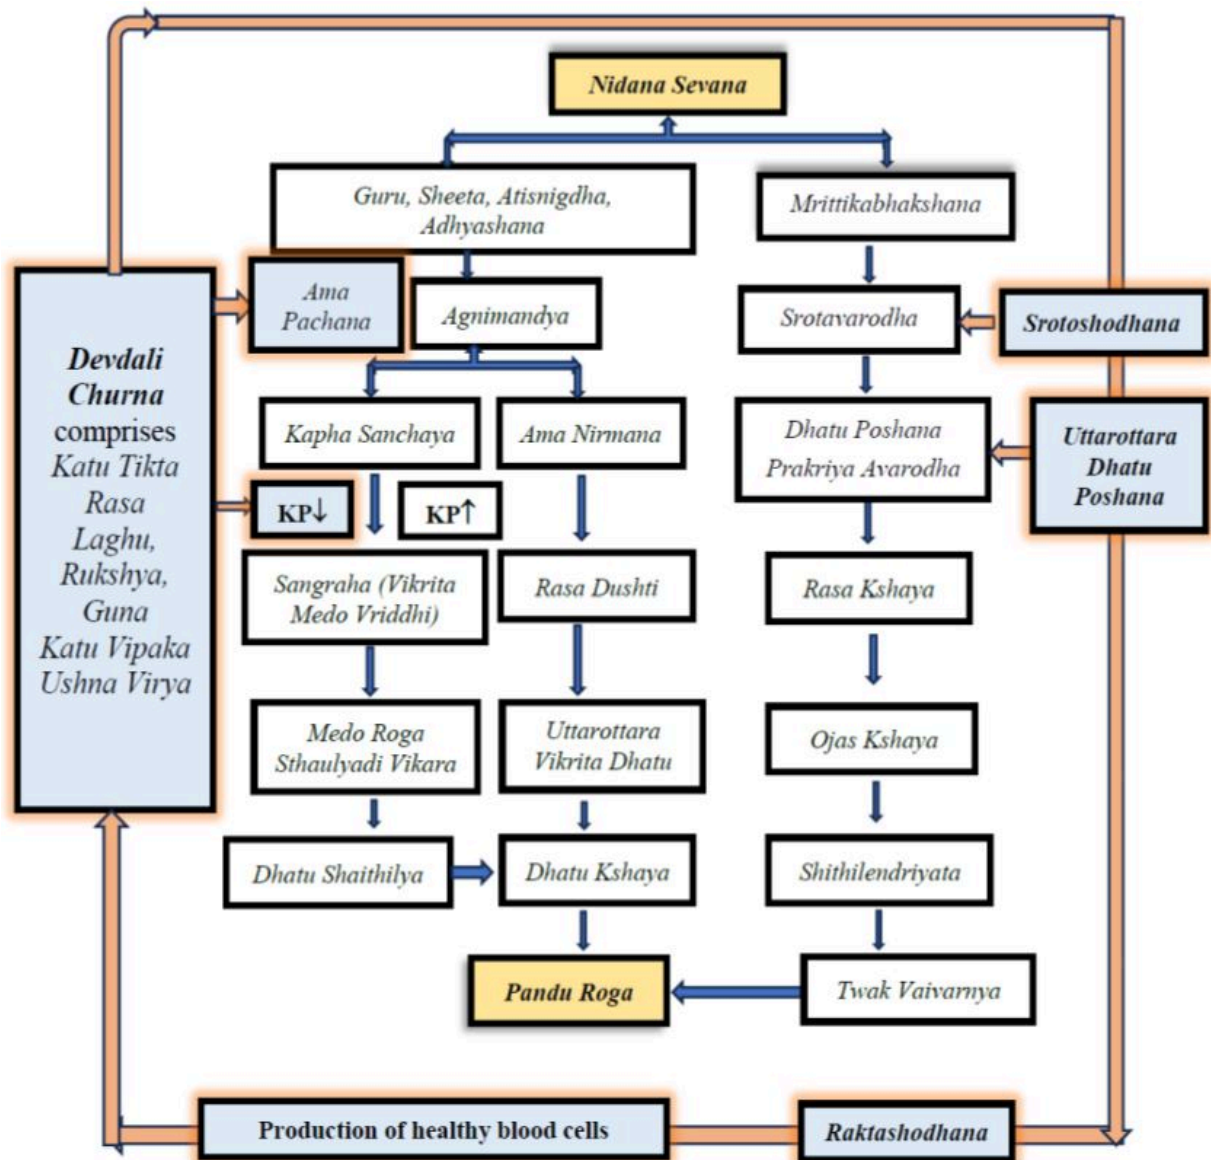 Nidana Sevana
Guru, Sheeta, Atisnigdha,
Adhyashana
Mrittikabhakshana
Devdali
Churna
comprises
Katu Tikta
Rasa
Laghu,
Rukshya,
Guna
Katu Vipaka
Ushna Virya
Ama
Pachana
Agnimandya
Srotavarodha
Srotoshodhana
Kapha Sanchaya
Ama Nirmana
Dhatu Poshana
Prakriya Avarodha
Uttarottara
Dhatu
Poshana
KP↓
KP↑
Sangraha (Vikrita
Medo Vriddhi)
Rasa Dushti
Rasa Kshaya
Medo Roga
Sthaulyadi Vikara
Uttarottara
Vikrita Dhatu
Ojas Kshaya
Dhatu Shaithilya
Dhatu Kshaya
Shithilendriyata
Pandu Roga
Twak Vaivarnya
Production of healthy blood cells
Raktashodhana